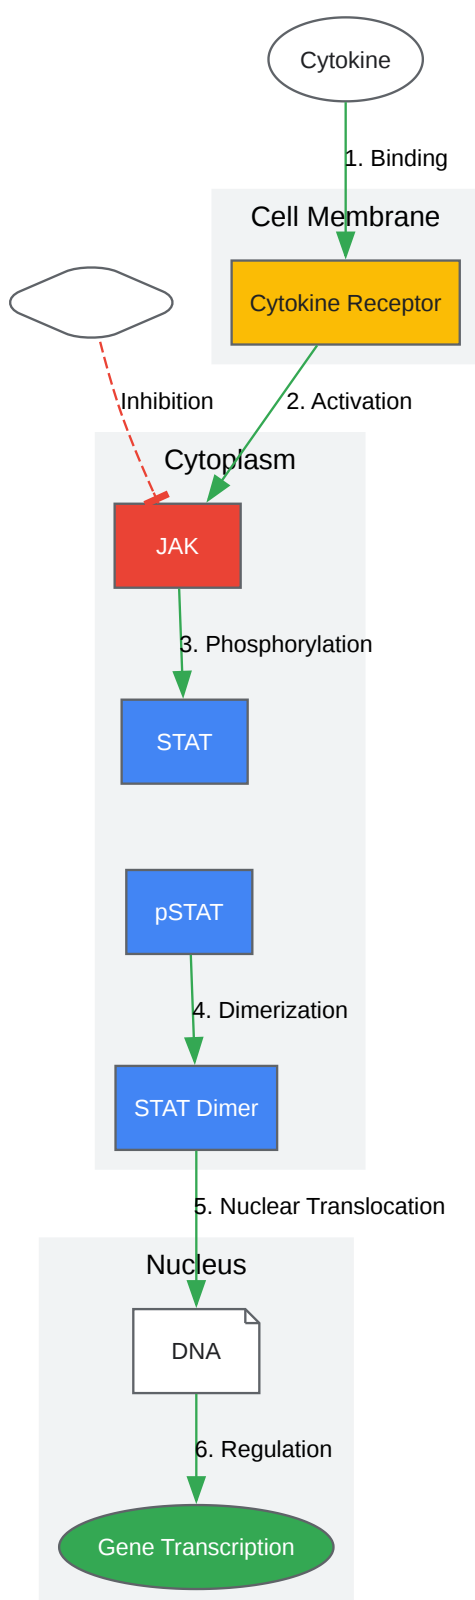 Cytokine
1. Binding
Cell Membrane
Cytokine Receptor
Inhibition
2. Activation
Cytoplasm
JAK
3. Phosphorylation
STAT
pSTAT
4. Dimerization
STAT Dimer
5. Nuclear Translocation
Nucleus
DNA
6. Regulation
Gene Transcription